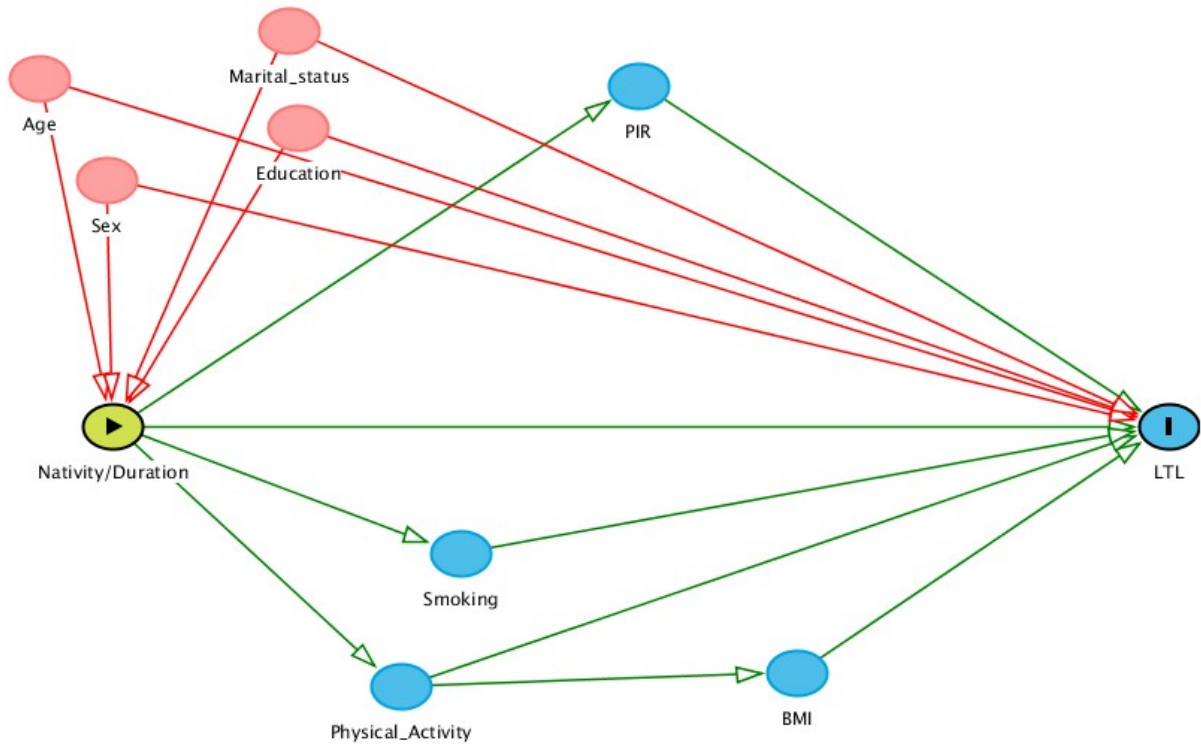 Marital_status
Age
PIR
Education
Sex
Nativity/Duration
LTL
Smoking
BMI
Physical_Activity